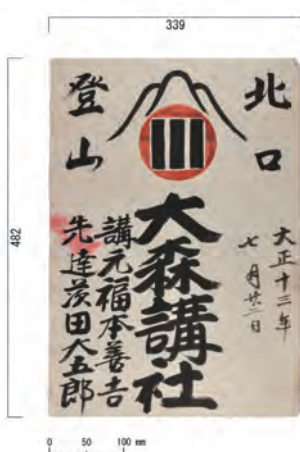 339
482
北口
登山
大正十三年
七月廿二日
大森講社
講元福本善吉
先達茨田大五郎
0 50 100 mm